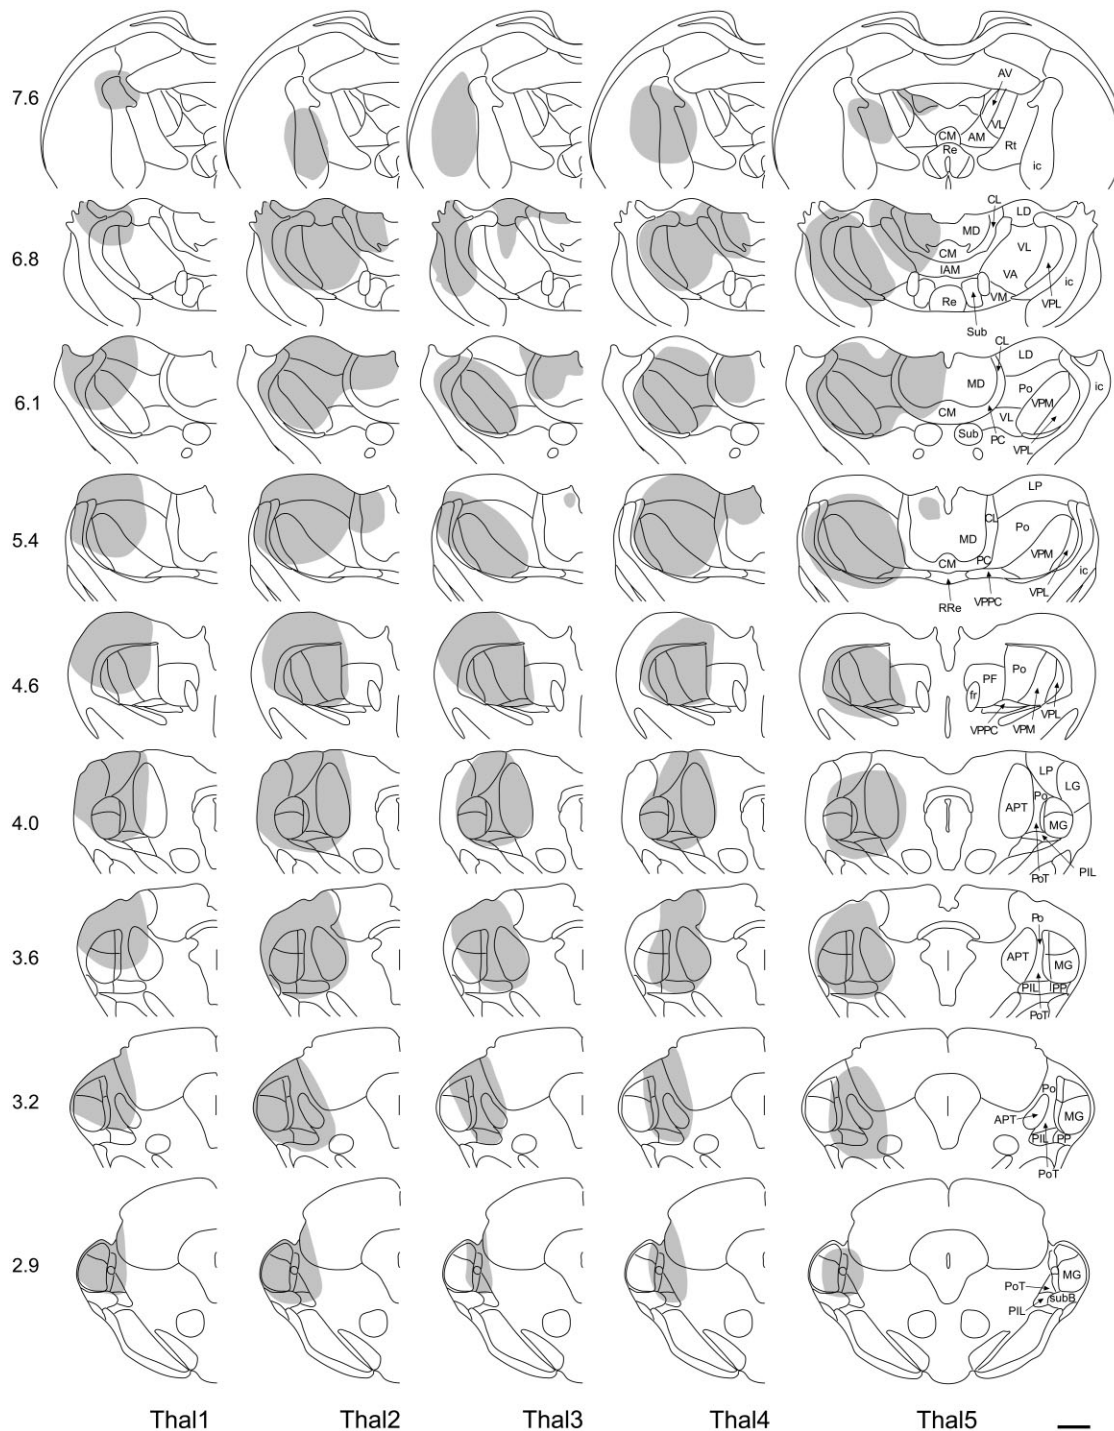 7.6
AV
VL
CM
AM
Re
Rt
ic
6.8
CL
LD
MD
VL
CM
IAM
VA
ic
Re
VM
VPL
Sub
6.1
CL
LD
MD
Po
VPM
ic
CM
VL
Sub
PC
VPL
5.4
LP
CL
Po
MD
VPM
CM
PC
ic
VPL
RRe
VPPC
4.6
PF
Po
fr
VPL
VPPC
VPM
4.0
LP
LG
Po
APT
MG
PIL
PoT
3.6
Po
APT
MG
PIL
PP
PoT
3.2
Po
APT
MG
PIL
PP
PoT
2.9
MG
PoT
subB
PIL
Thal1 Thal2 Thal3 Thal4 Thal5